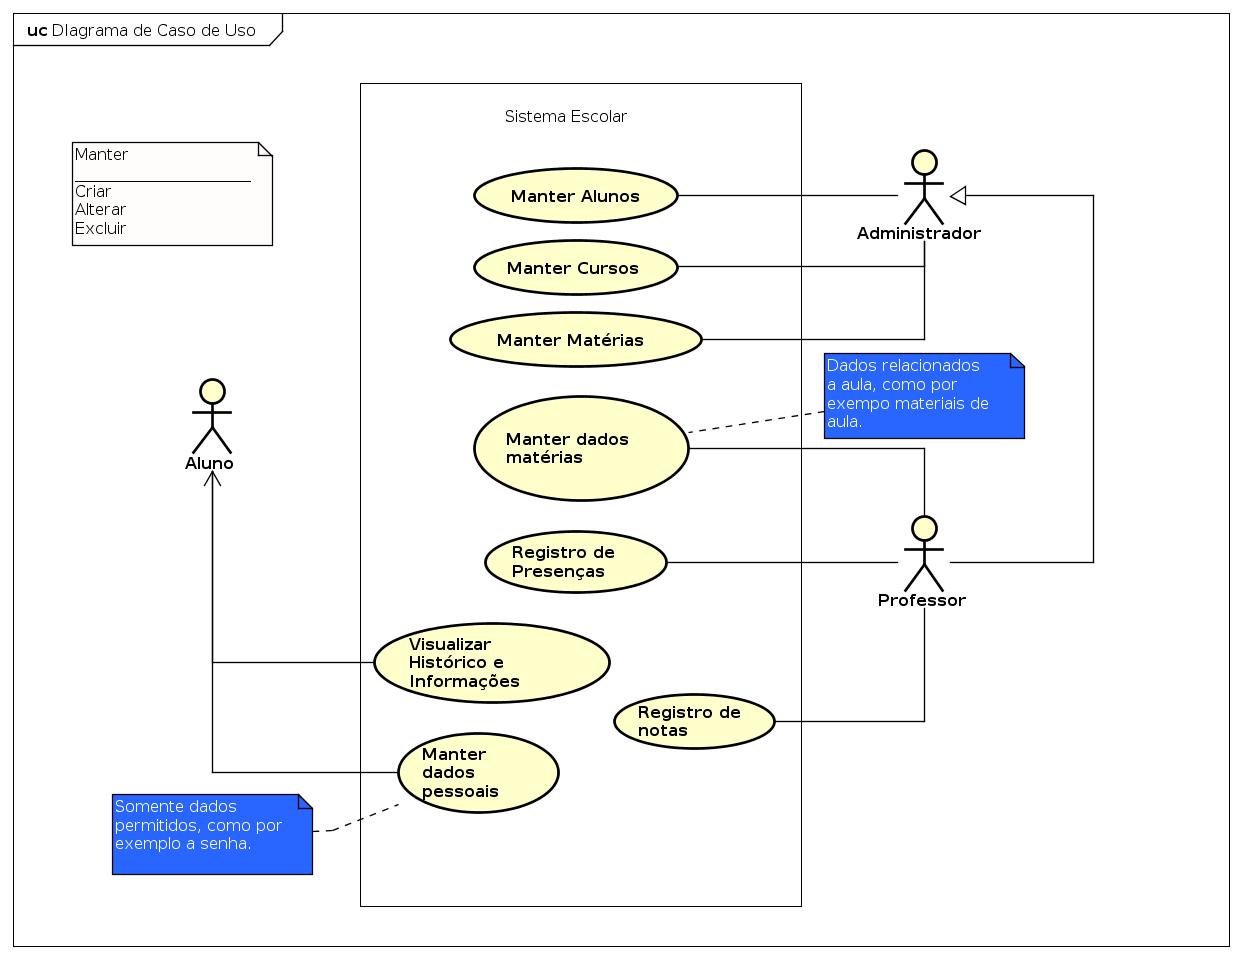 uc DIagrama de Caso de Uso
Sistema Escolar
Manter
Criar
Alterar
Excluir
Manter Alunos
Administrador
Manter Cursos
Manter Matérias
Dados relacionados
a aula, como por
exempo materiais de
aula.
Aluno
Manter dados
matérias
Registro de
Presenças
Professor
Visualizar
Histórico e
Informações
Registro de
notas
Manter
dados
pessoais
Somente dados
permitidos, como por
exemplo a senha.